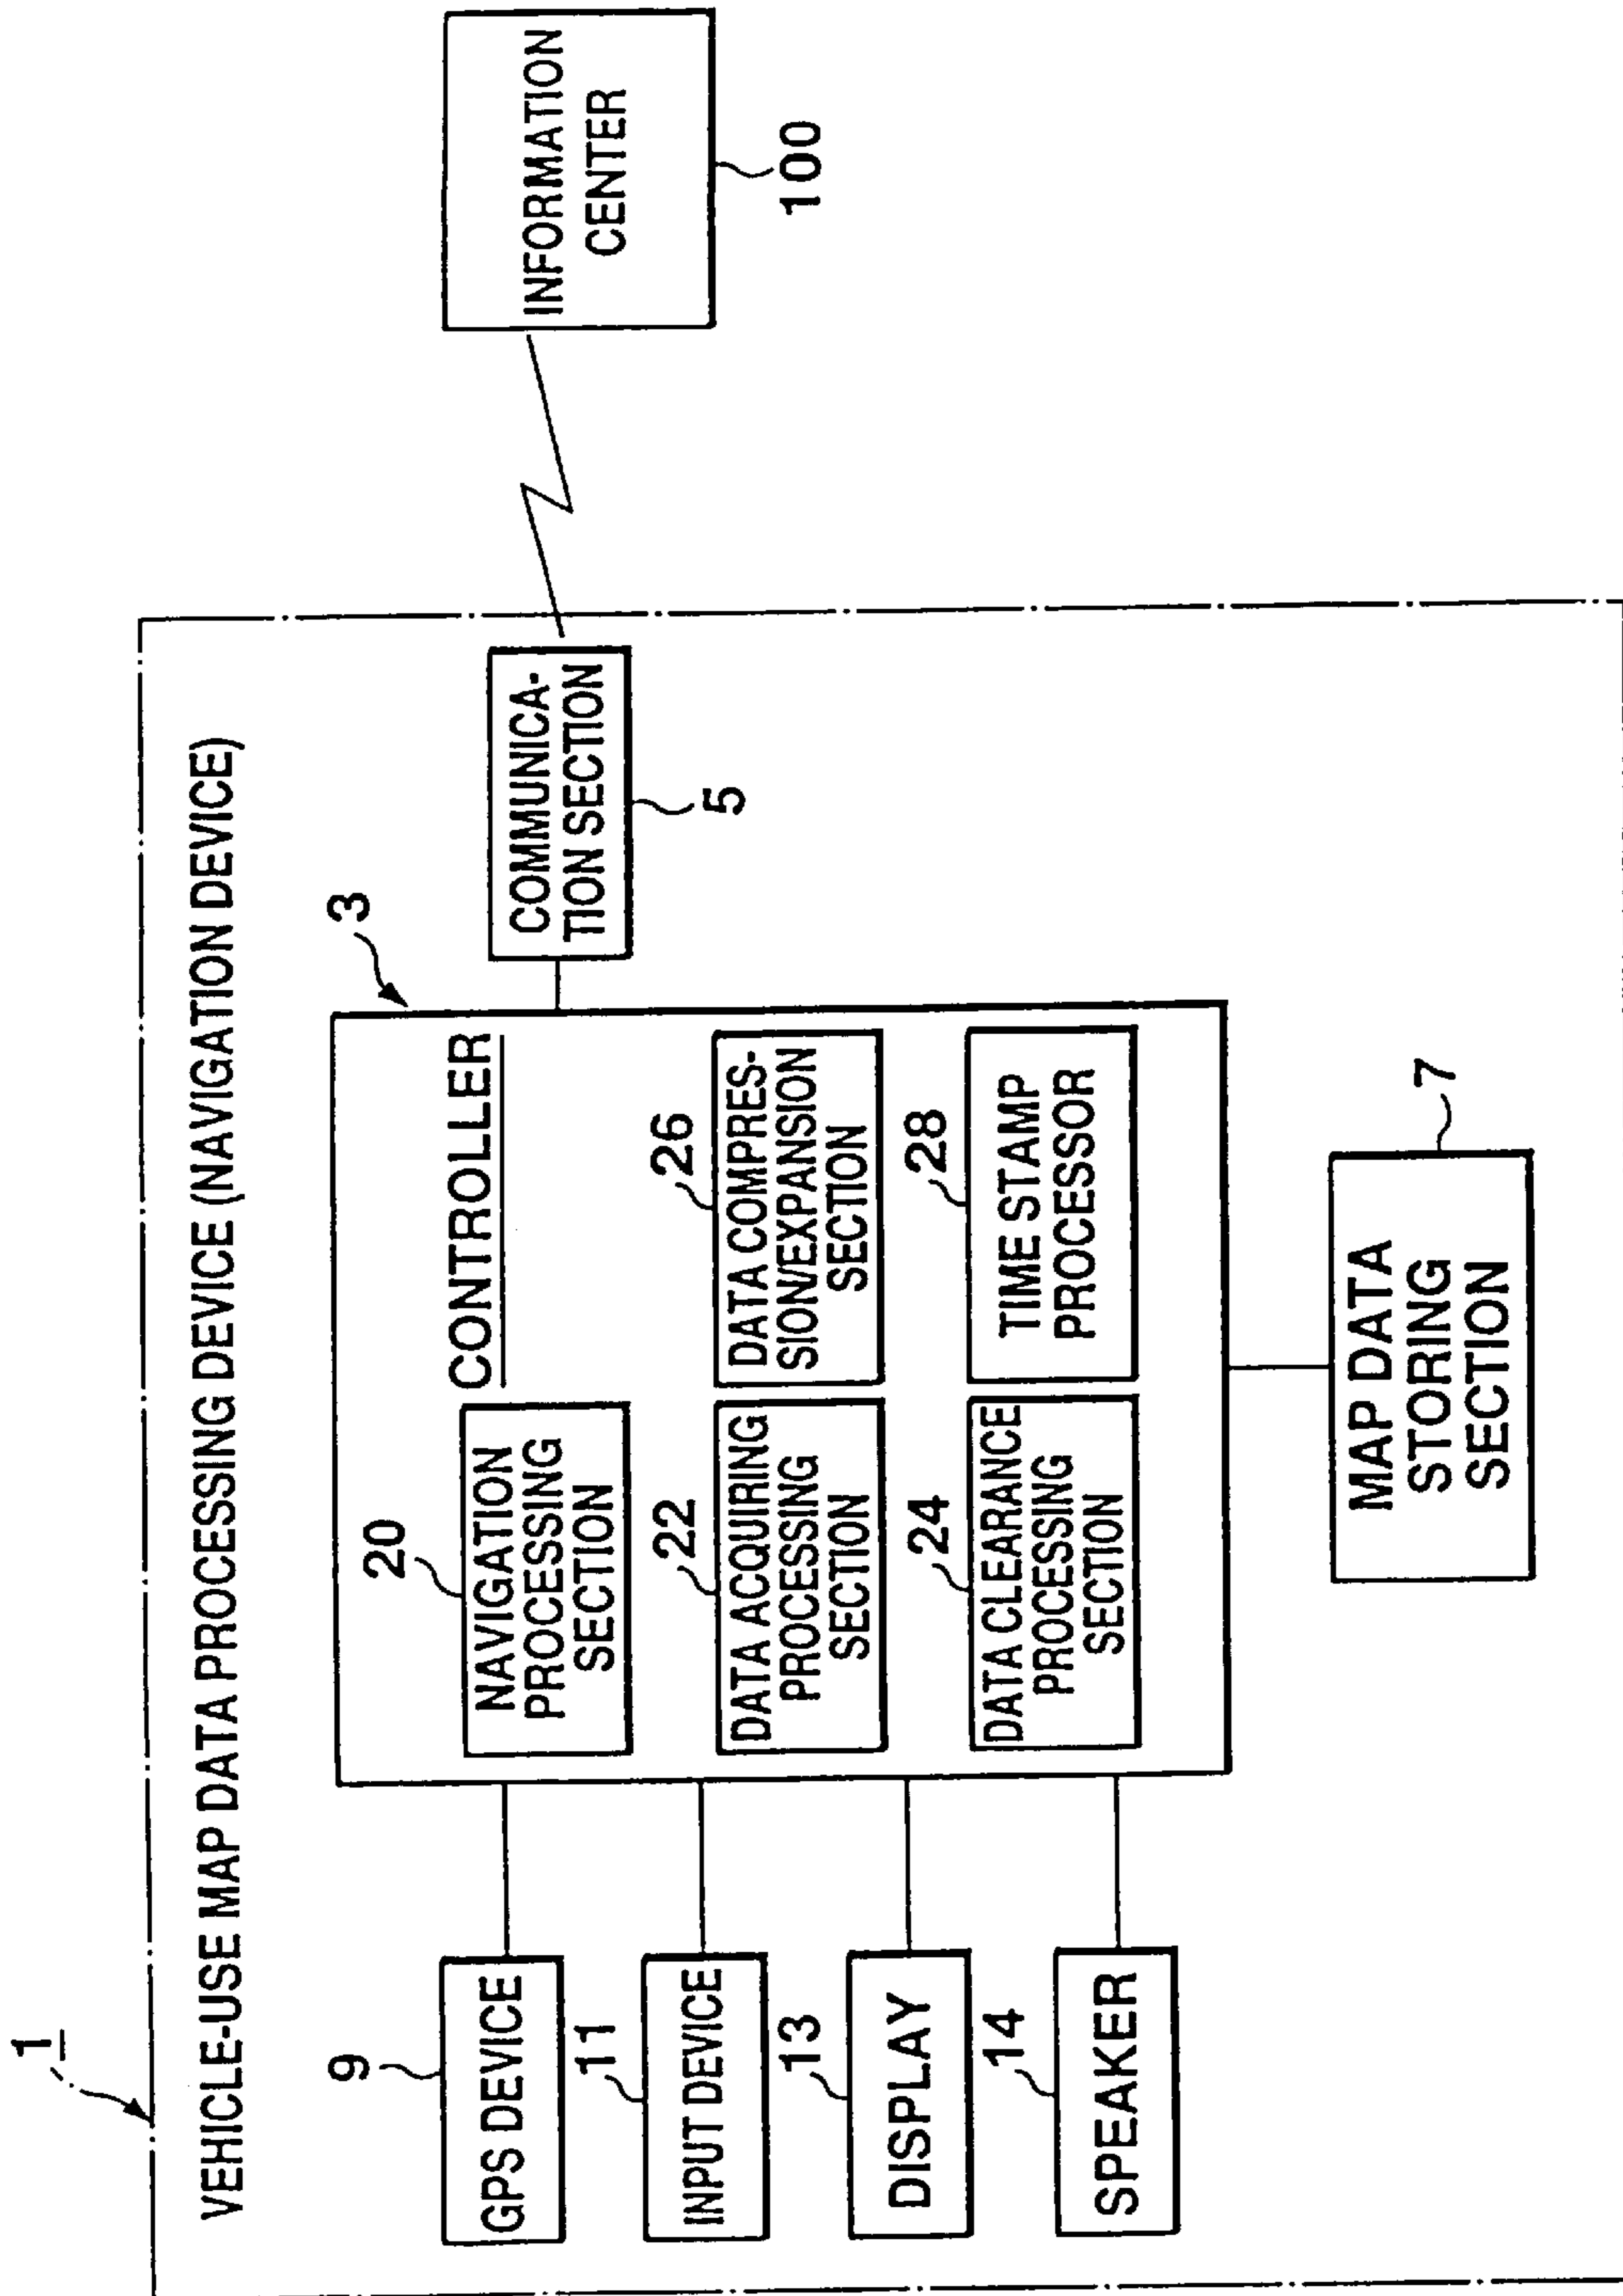 1
VEHICLE-USE MAP DATA PROCESSING DEVICE (NAVIGATION DEVICE)
9
GPS DEVICE
11
INPUT DEVICE
13
DISPLAY
14
SPEAKER
3
CONTROLLER
20
NAVIGATION
PROCESSING
SECTION
22
DATA ACQUIRING
PROCESSING
SECTION
26
DATA COMPRES-
SION/EXPANSION
SECTION
24
DATA CLEARANCE
PROCESSING
SECTION
28
TIME STAMP
PROCESSOR
COMMUNICA-
TION SECTION
5
MAP DATA
STORING
SECTION
7
INFORMATION
CENTER
100